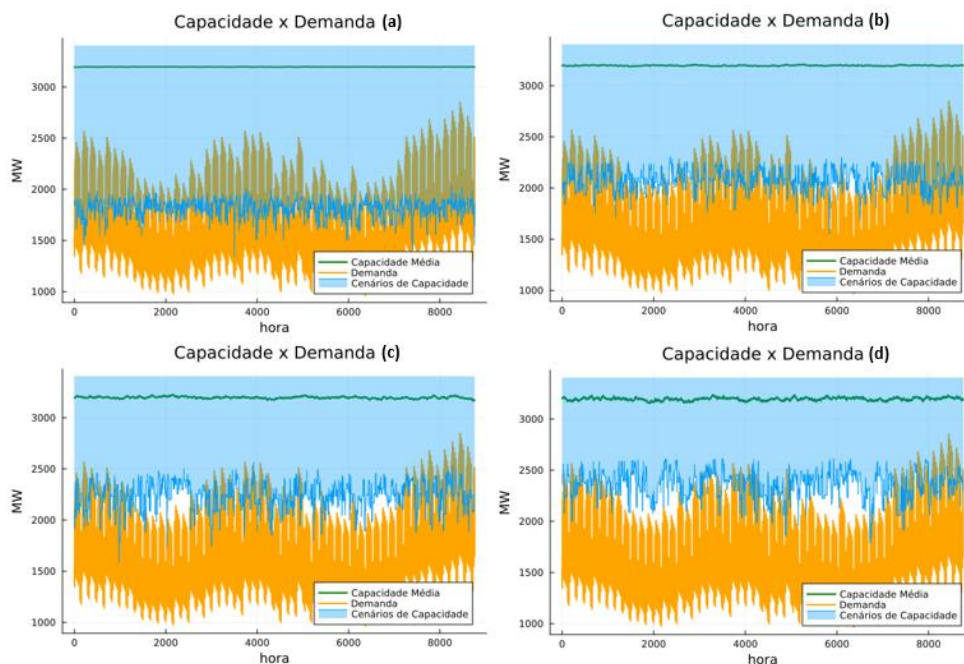 Capacidade x Demanda (a)
MW
3000
2500
2000
1500
1000
0
2000
4000
6000
8000
hora
Capacidade Média
Demanda
Cenários de Capacidade
Capacidade x Demanda (b)
MW
3000
2500
2000
1500
1000
0
2000
4000
6000
8000
hora
Capacidade Média
Demanda
Cenários de Capacidade
Capacidade x Demanda (c)
MW
3000
2500
2000
1500
1000
0
2000
4000
6000
8000
hora
Capacidade Média
Demanda
Cenários de Capacidade
Capacidade x Demanda (d)
MW
3000
2500
2000
1500
1000
0
2000
4000
6000
8000
hora
Capacidade Média
Demanda
Cenários de Capacidade